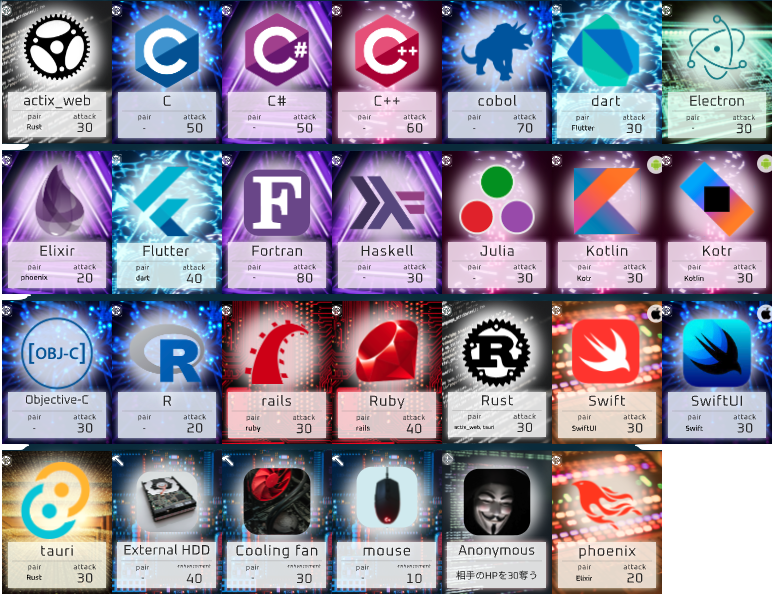 actix_web
pair attack
Rust 30
C
pair attack
- 50
C#
pair attack
- 50
C++
pair attack
- 60
cobol
pair attack
- 70
dart
pair attack
Flutter 30
Electron
pair attack
- 30
Elixir
pair attack
phoenix 20
Flutter
pair attack
dart 40
F
Fortran
pair attack
- 80
Haskell
pair attack
- 30
Julia
pair attack
- 30
Kotlin
pair attack
Kotr 30
Kotr
pair attack
Kotlin 30
[OBJ-C]
Objective-C
pair attack
- 30
R
R
pair attack
- 20
rails
pair attack
ruby 30
Ruby
pair attack
rails 40
R
Rust
pair attack
actix_web, tauri 30
Swift
pair attack
SwiftUI 30
SwiftUI
pair attack
Swift 30
tauri
pair attack
Rust 30
External HDD
pair enhancement
- 40
Cooling fan
pair enhancement
- 30
mouse
pair enhancement
- 10
Anonymous
相手のHPを30奪う
phoenix
pair attack
Elixir 20